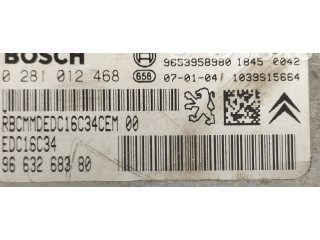 BOSCH
9653958980 1845 0042
0 281 012 468 656 07-01-04 1039S15664
RBCMMDEDC16C34CEM 00
EDC16C34
96 632 683 80